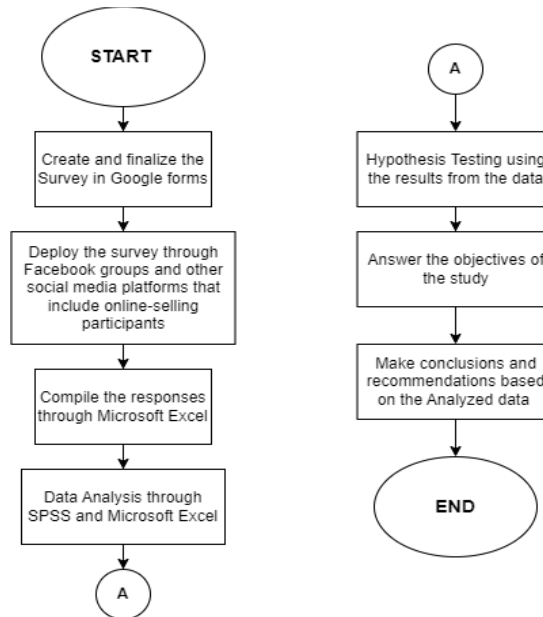 START
Create and finalize the
Survey in Google forms
Deploy the survey through
Facebook groups and other
social media platforms that
include online-selling
participants
Compile the responses
through Microsoft Excel
Data Analysis through
SPSS and Microsoft Excel
A
A
Hypothesis Testing using
the results from the data
Answer the objectives of
the study
Make conclusions and
recommendations based
on the Analyzed data
END